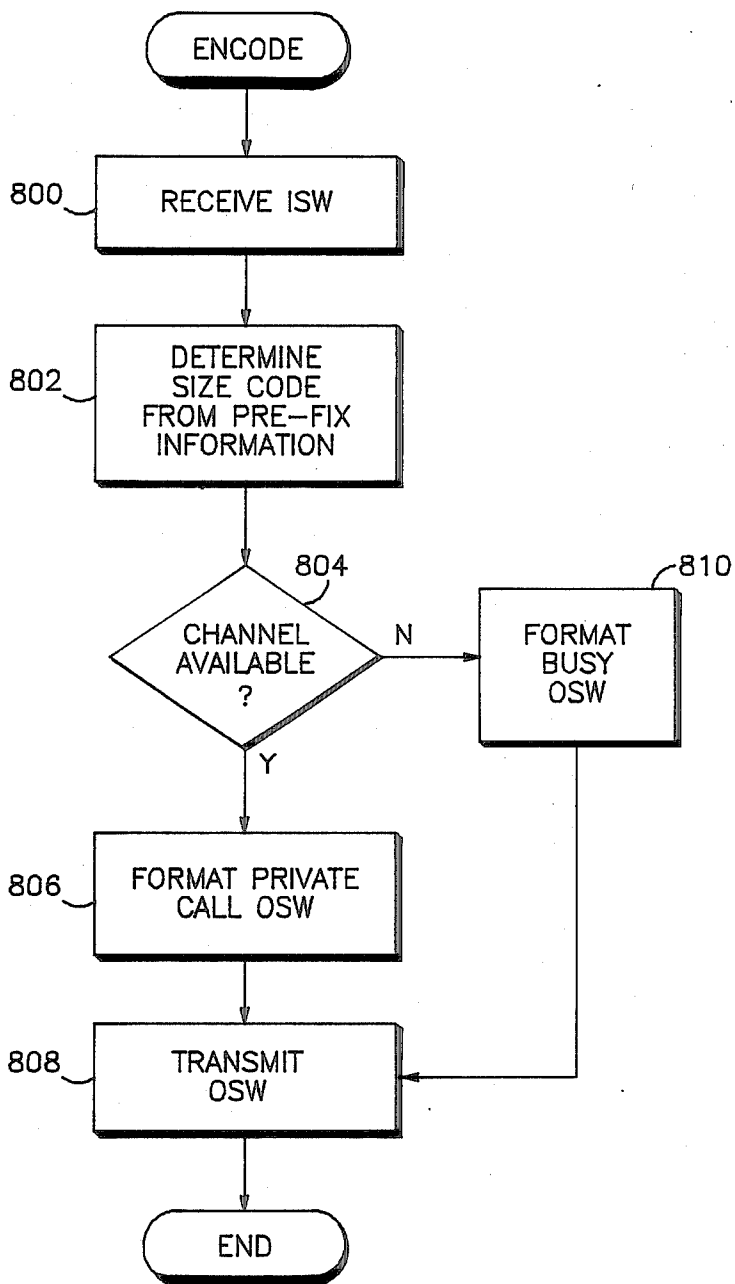 ENCODE
800
RECEIVE ISW
802
DETERMINE
SIZE CODE
FROM PRE-FIX
INFORMATION
804
CHANNEL
AVAILABLE
?
N
Y
810
FORMAT
BUSY
OSW
806
FORMAT PRIVATE
CALL OSW
808
TRANSMIT
OSW
END